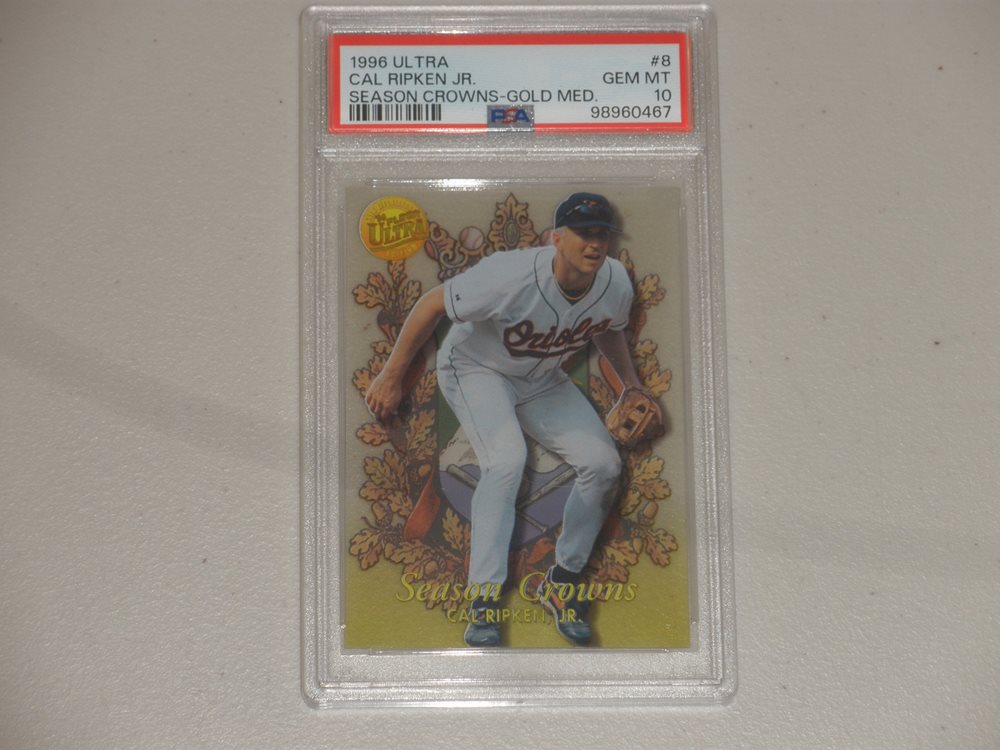 1996 ULTRA #8
CAL RIPKEN JR. GEM MT
SEASON CROWNS-GOLD MED. 10
PSA 98960467
ULTRA
Orioles
Season Crowns
CAL RIPKEN, JR.